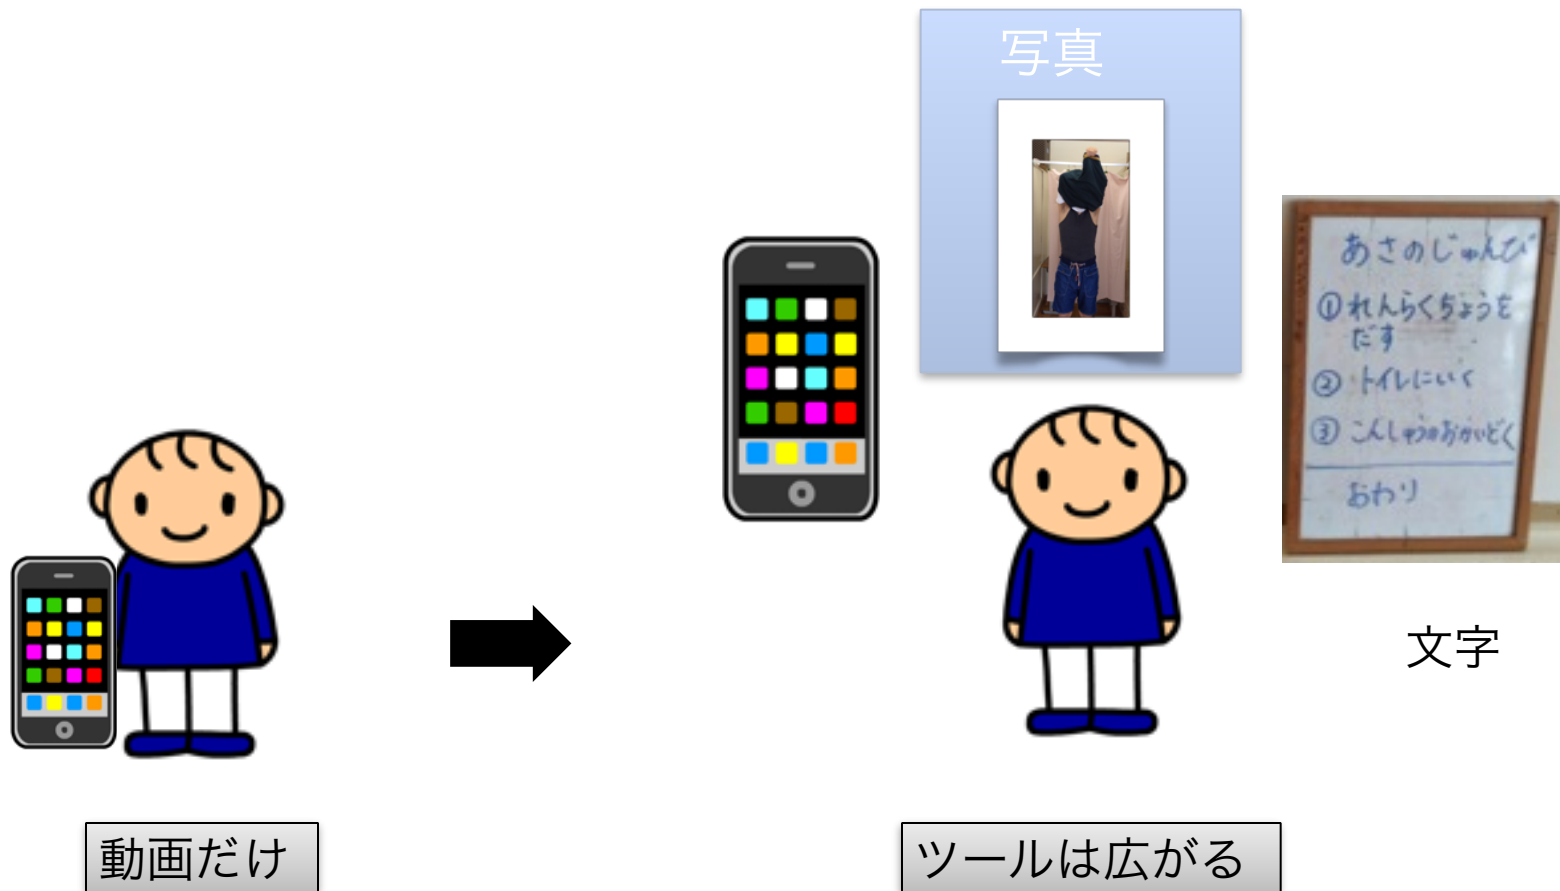 写真
あさのじゅんび
① れんらくちょうを
だす
② トイレにいく
③ こんしゅうのおかいどく
おわり
文字
動画だけ
ツールは広がる